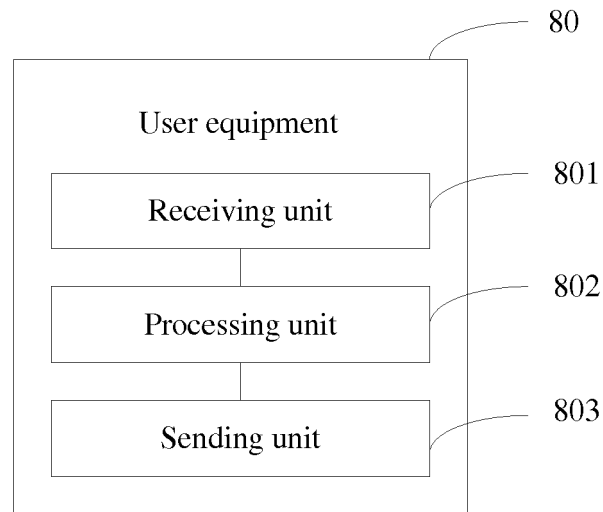 80
User equipment
801
Receiving unit
802
Processing unit
803
Sending unit